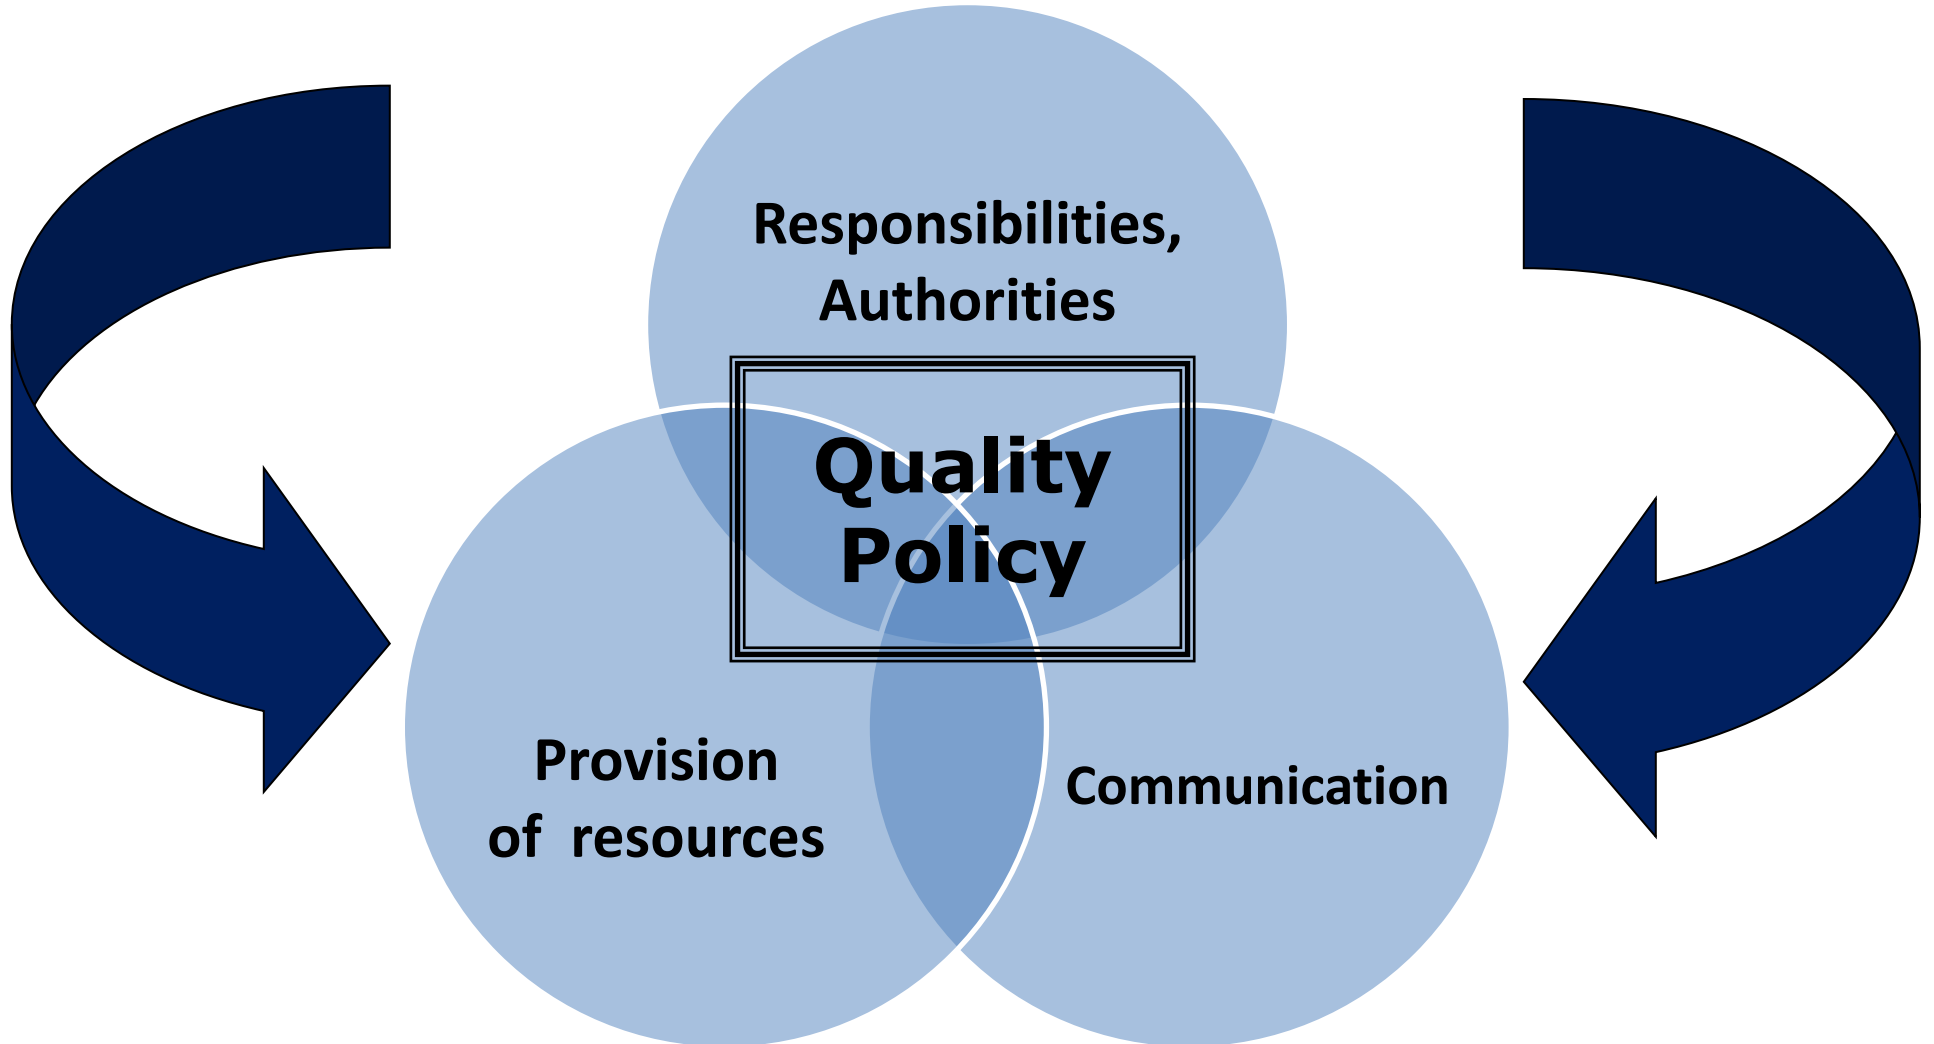 Responsibilities,
Authorities
Quality
Policy
Provision
of resources
Communication